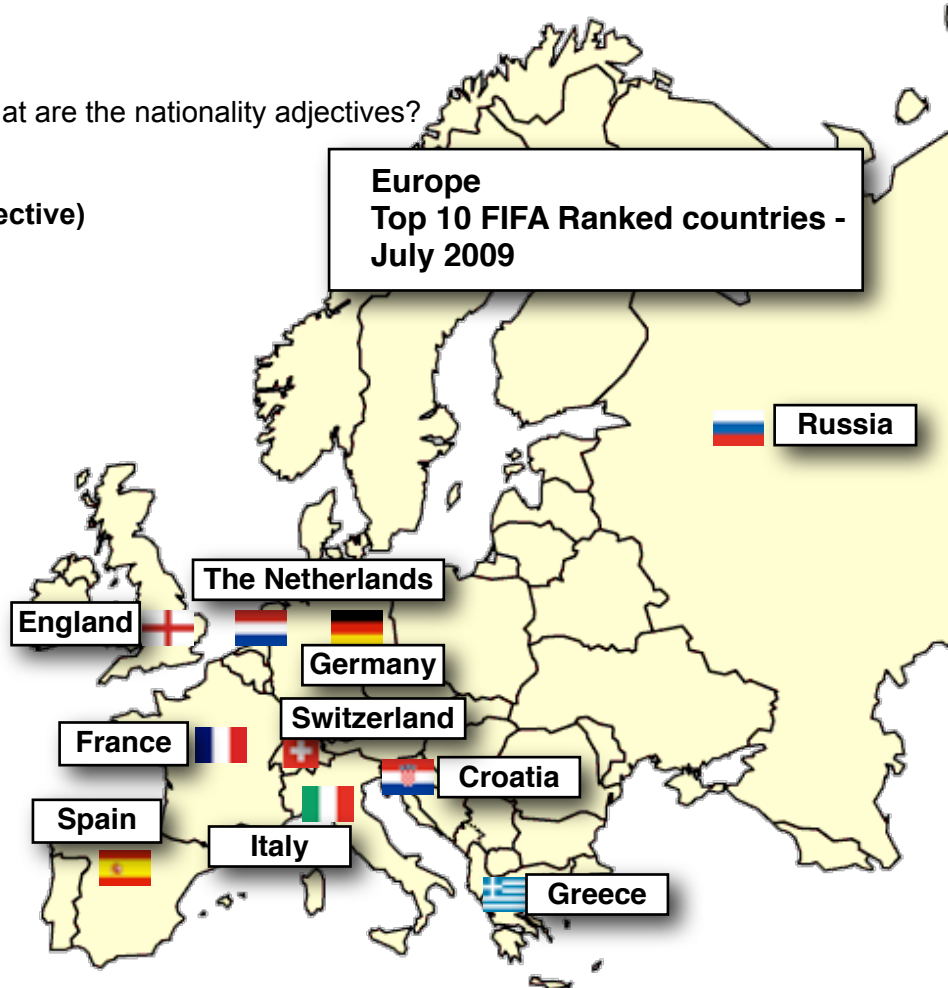 at are the nationality adjectives?
ective)
Europe
Top 10 FIFA Ranked countries -
July 2009
Russia
The Netherlands
England
Germany
Switzerland
France
Croatia
Spain
Italy
Greece